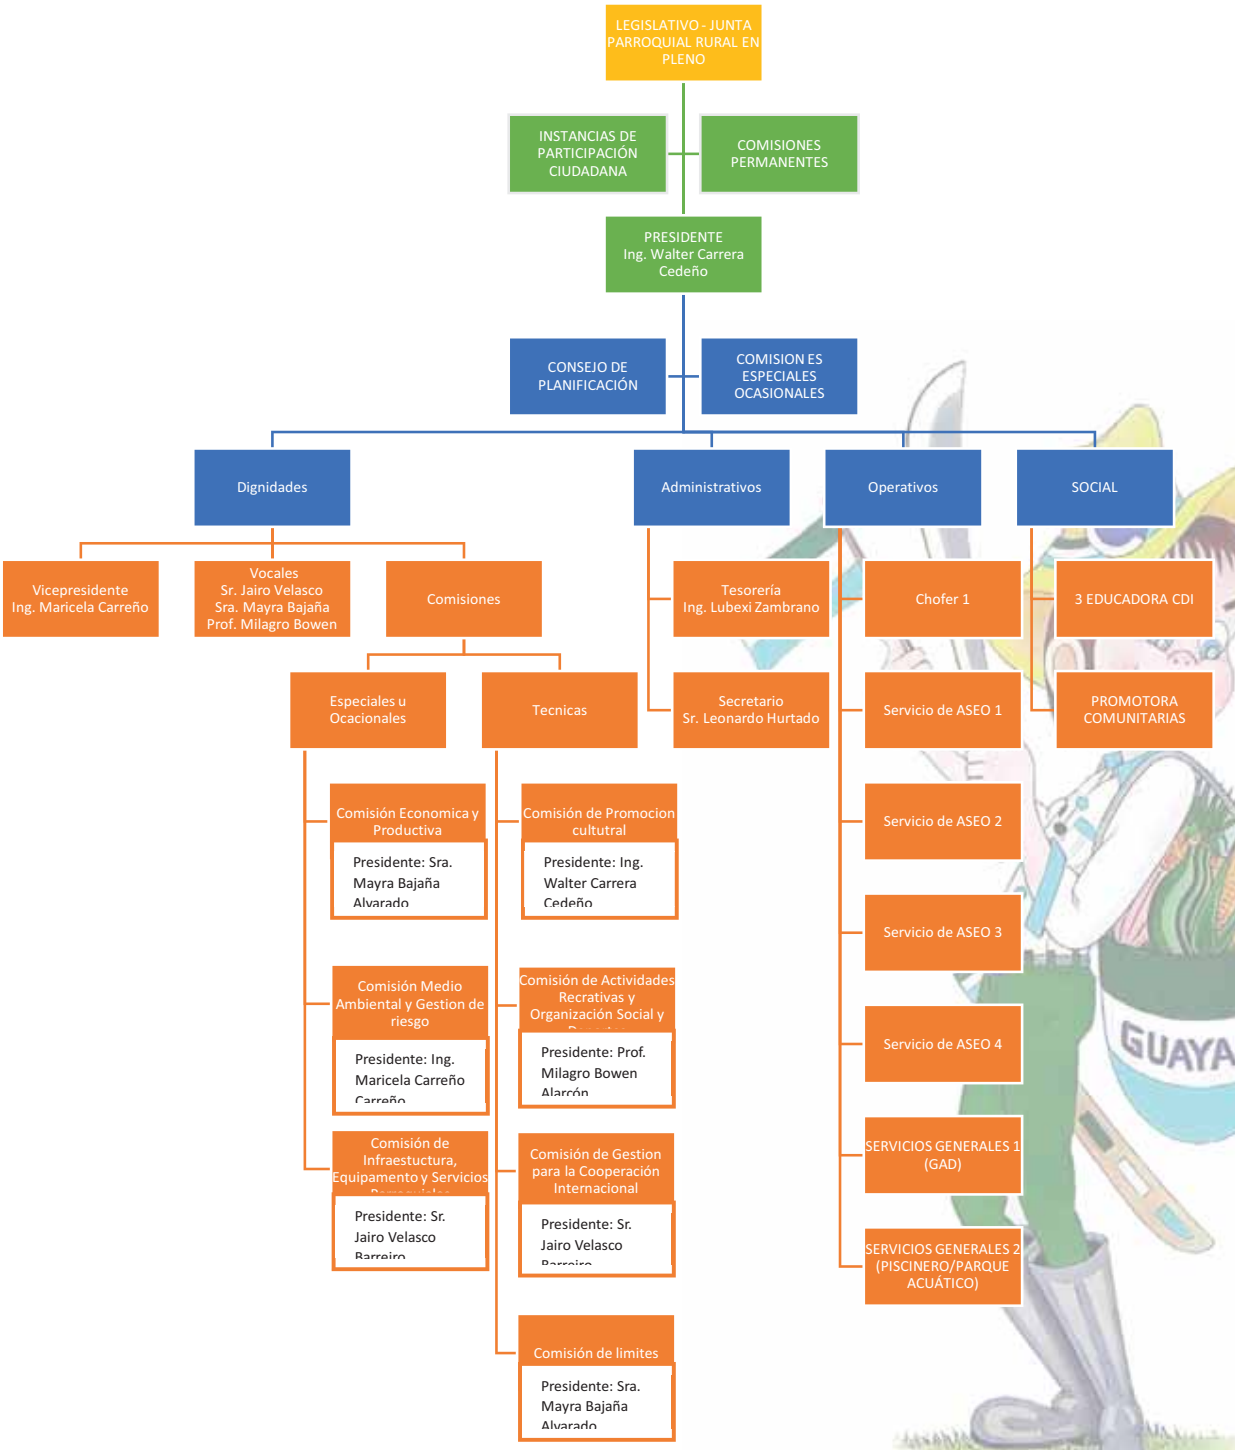 LEGISLATIVO - JUNTA
PARROQUIAL RURAL EN
PLENO
INSTANCIAS DE
PARTICIPACIÓN
CIUDADANA
COMISIONES
PERMANENTES
PRESIDENTE
Ing. Walter Carrera
Cedeño
CONSEJO DE
PLANIFICACIÓN
COMISION ES
ESPECIALES
OCASIONALES
Dignidades
Administrativos
Operativos
SOCIAL
Vicepresidente
Ing. Maricela Carreño
Vocales
Sr. Jairo Velasco
Sra. Mayra Bajaña
Prof. Milagro Bowen
Comisiones
Tesorería
Ing. Lubexi Zambrano
Chofer 1
3 EDUCADORA CDI
Especiales u
Ocacionales
Tecnicas
Secretario
Sr. Leonardo Hurtado
Servicio de ASEO 1
PROMOTORA
COMUNITARIAS
Comisión Economica y
Productiva
Presidente: Sra.
Mayra Bajaña
Alvarado
Comisión de Promocion
cultutral
Presidente: Ing.
Walter Carrera
Cedeño
Servicio de ASEO 2
Servicio de ASEO 3
Comisión Medio
Ambiental y Gestion de
riesgo
Presidente: Ing.
Maricela Carreño
Carreño
Comisión de Actividades
Recrativas y
Organización Social y
Presidente: Prof.
Milagro Bowen
Alarcón
Servicio de ASEO 4
GUAYA
Comisión de
Infraestuctura,
Equipamento y Servicios
Presidente: Sr.
Jairo Velasco
Barreiro
Comisión de Gestion
para la Cooperación
Internacional
Presidente: Sr.
Jairo Velasco
Barreiro
SERVICIOS GENERALES 1
(GAD)
SERVICIOS GENERALES 2
(PISCINERO/PARQUE
ACUÁTICO)
Comisión de limites
Presidente: Sra.
Mayra Bajaña
Alvarado